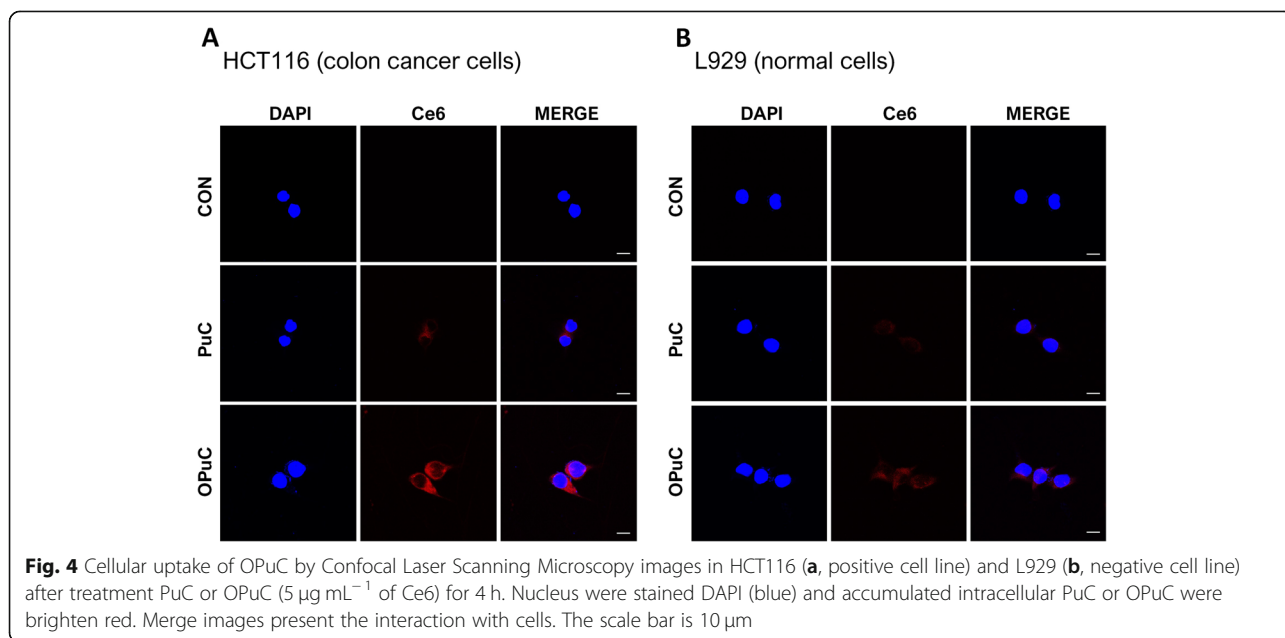 A
HCT116 (colon cancer cells)
DAPI Ce6 MERGE
CON
PuC
OPuC
B
L929 (normal cells)
DAPI Ce6 MERGE
CON
PuC
OPuC
Fig. 4 Cellular uptake of OPuC by Confocal Laser Scanning Microscopy images in HCT116 (a, positive cell line) and L929 (b, negative cell line)
after treatment PuC or OPuC (5 μg mL⁻¹ of Ce6) for 4 h. Nucleus were stained DAPI (blue) and accumulated intracellular PuC or OPuC were
brighten red. Merge images present the interaction with cells. The scale bar is 10 μm